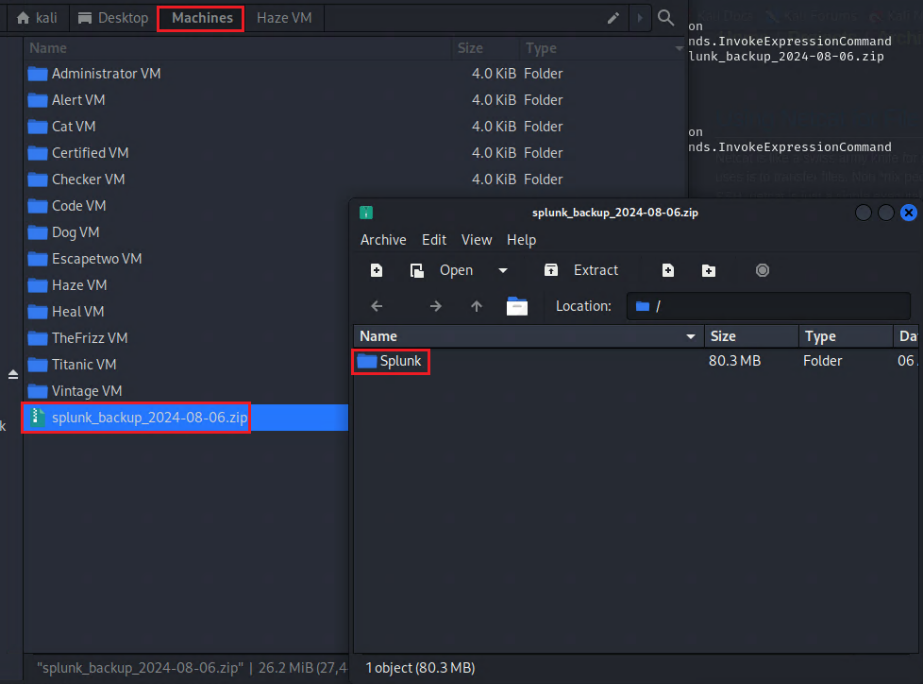 kali Desktop Machines Haze VM
Name Size Type
Administrator VM 4.0 KiB Folder
Alert VM 4.0 KiB Folder
Cat VM 4.0 KiB Folder
Certified VM 4.0 KiB Folder
Checker VM 4.0 KiB Folder
Code VM
Dog VM
Escapetwo VM
Haze VM
Heal VM
TheFrizz VM
Titanic VM
Vintage VM
splunk_backup_2024-08-06.zip
k
"splunk_backup_2024-08-06.zip" | 26.2 MiB (27,4
on
nds.InvokeExpressionCommand
lunk_backup_2024-08-06.zip
on
nds.InvokeExpressionCommand
splunk_backup_2024-08-06.zip
Archive Edit View Help
Open Extract
Location: /
Name Size Type Da
Splunk 80.3 MB Folder 06
1 object (80.3 MB)